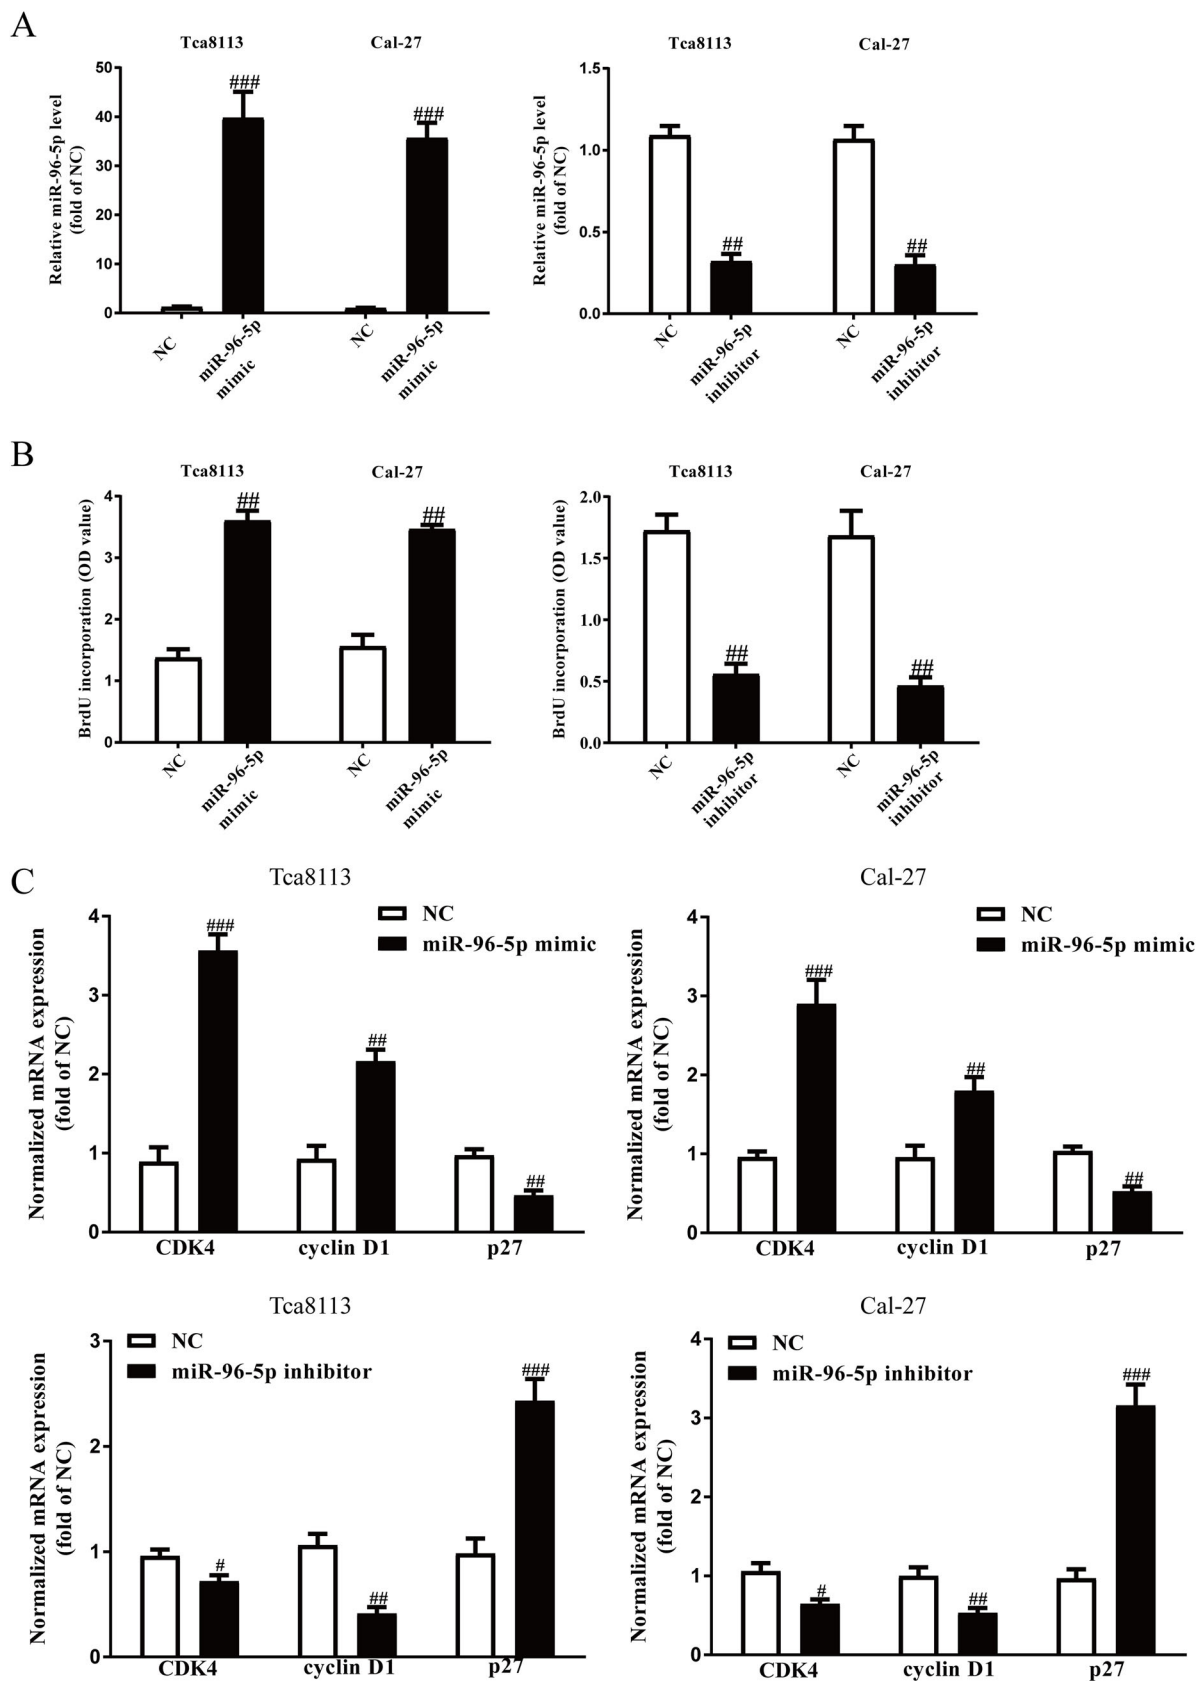 A
Tca8113 Cal-27
Relative miR-96-5p level
(fold of NC)
50
40
30
20
10
0
###
###
NC
miR-96-5p
mimic
NC
miR-96-5p
mimic
Tca8113 Cal-27
Relative miR-96-5p level
(fold of NC)
1.5
1.0
0.5
0.0
##
##
NC
miR-96-5p
inhibitor
NC
miR-96-5p
inhibitor
B
Tca8113 Cal-27
BrdU incorporation (OD value)
4
3
2
1
0
##
##
NC
miR-96-5p
mimic
NC
miR-96-5p
mimic
Tca8113 Cal-27
BrdU incorporation (OD value)
2.0
1.5
1.0
0.5
0.0
##
##
NC
miR-96-5p
inhibitor
NC
miR-96-5p
inhibitor
C
Tca8113
NC
miR-96-5p mimic
Normalized mRNA expression
(fold of NC)
4
3
2
1
0
###
##
##
CDK4 cyclin D1 p27
Cal-27
NC
miR-96-5p mimic
Normalized mRNA expression
(fold of NC)
4
3
2
1
0
###
##
##
CDK4 cyclin D1 p27
Tca8113
NC
miR-96-5p inhibitor
Normalized mRNA expression
(fold of NC)
3
2
1
0
#
##
###
CDK4 cyclin D1 p27
Cal-27
NC
miR-96-5p inhibitor
Normalized mRNA expression
(fold of NC)
4
3
2
1
0
#
##
###
CDK4 cyclin D1 p27